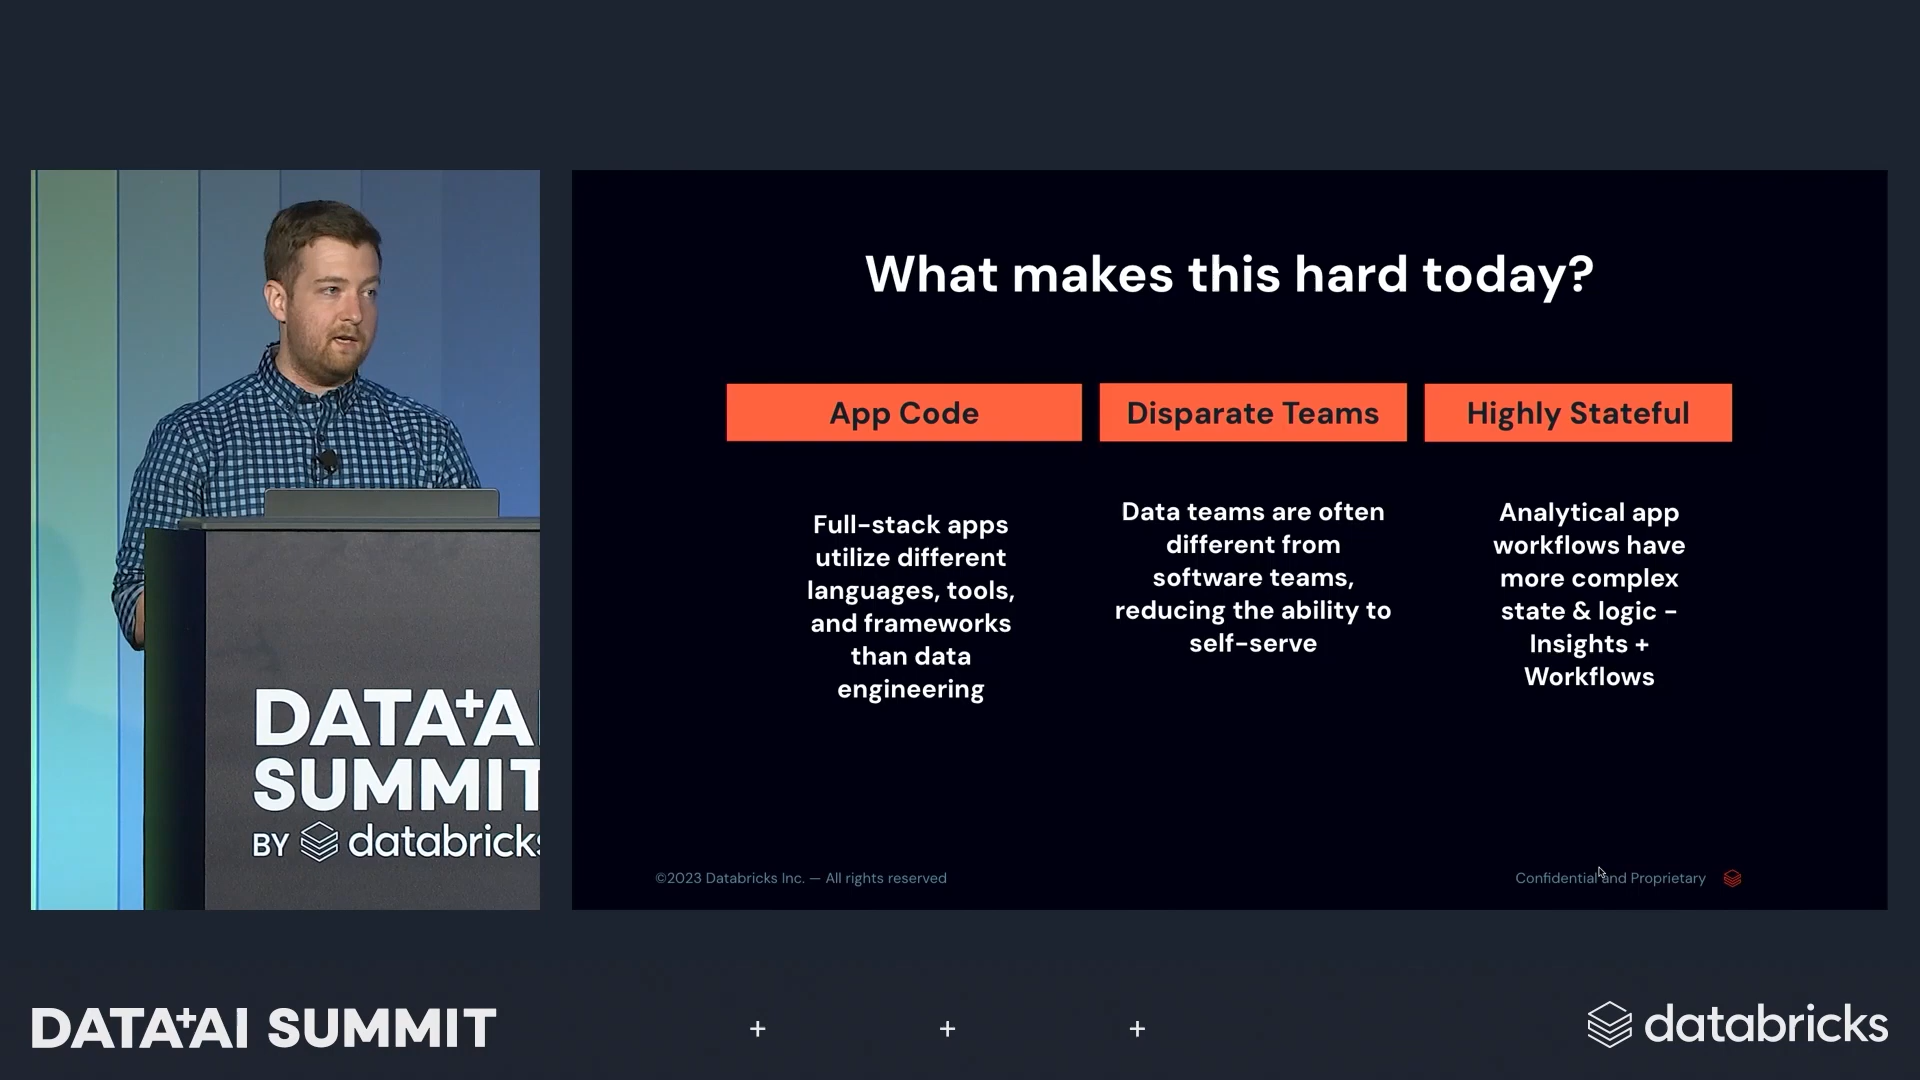 What makes this hard today?
App Code
Full-stack apps
utilize different
languages, tools,
and frameworks
than data
engineering
Disparate Teams
Data teams are often
different from
software teams,
reducing the ability to
self-serve
Highly Stateful
Analytical app
workflows have
more complex
state & logic -
Insights +
Workflows
©2023 Databricks Inc. — All rights reserved
Confidential and Proprietary
DATA+AI
SUMMIT
BY databricks
DATA+AI SUMMIT
+ + +
databricks